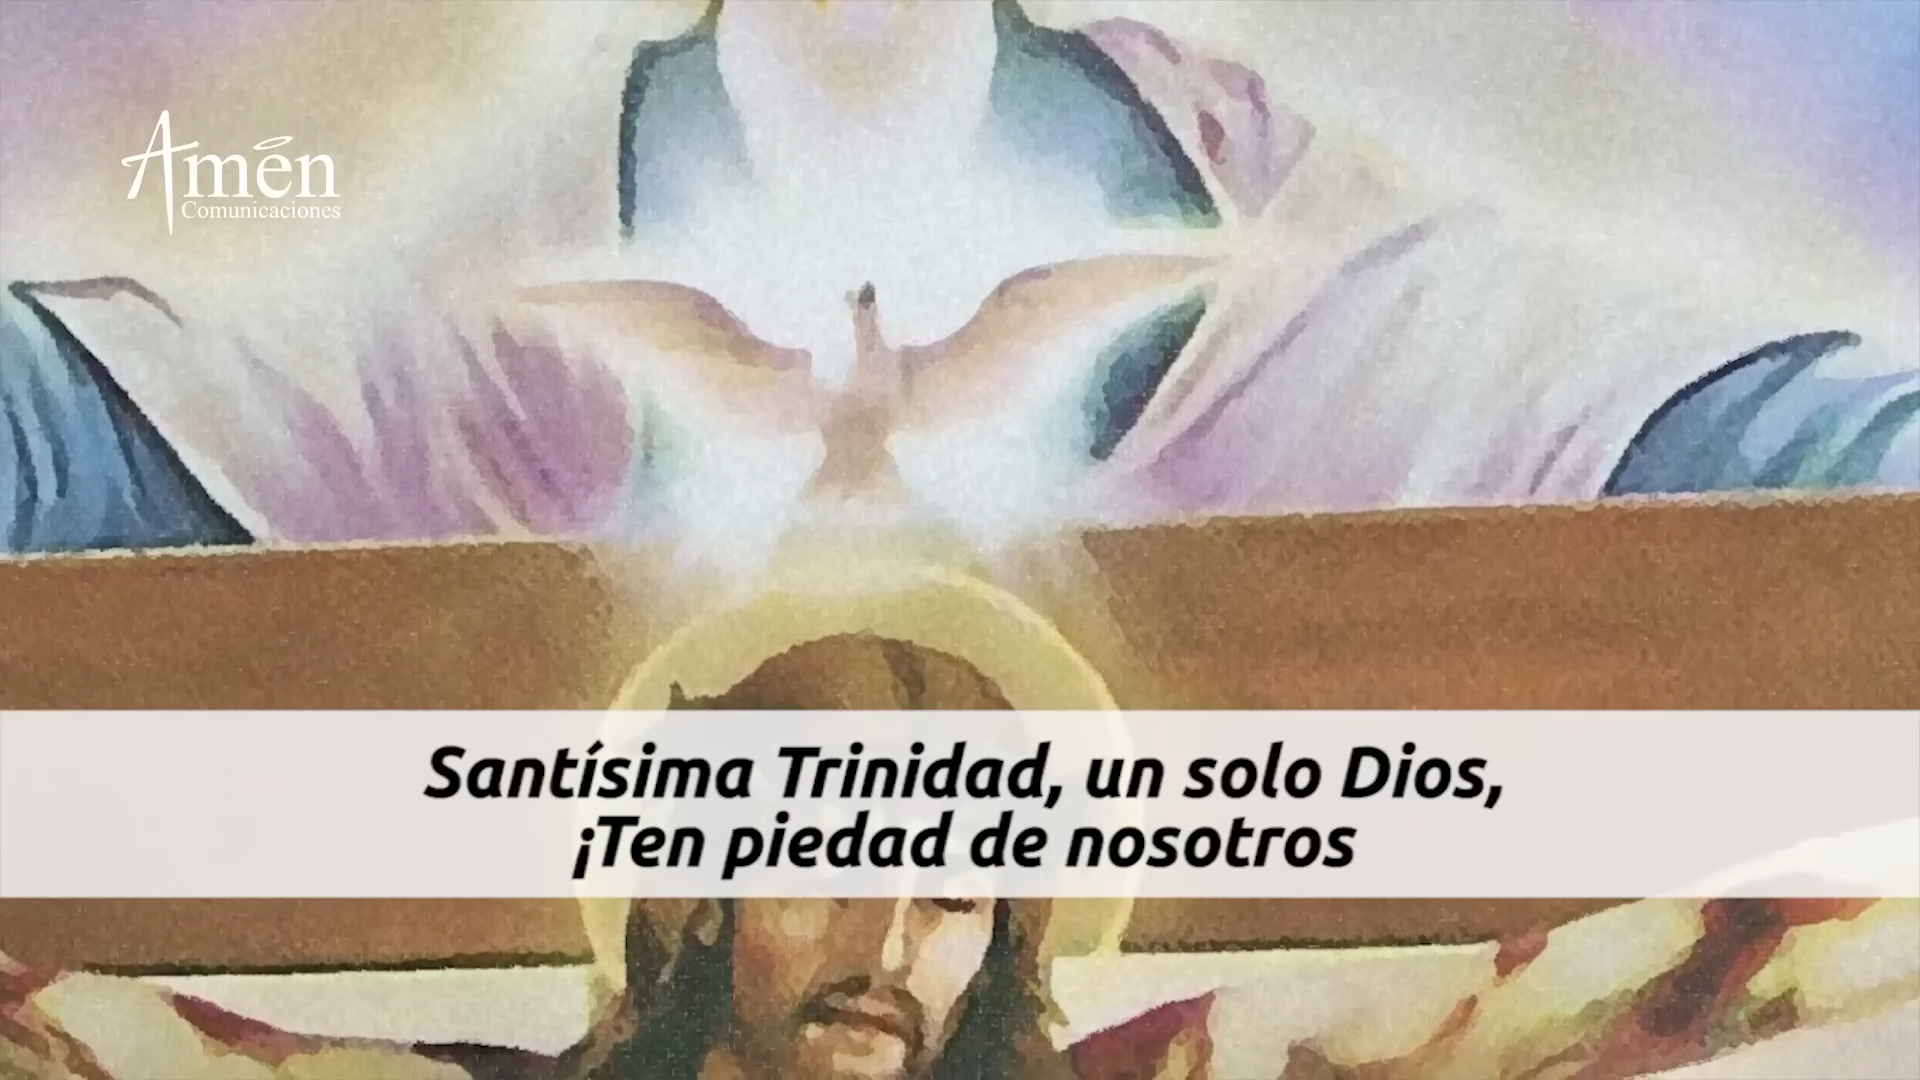 Amén
Comunicaciones
Santísima Trinidad, un solo Dios,
¡Ten piedad de nosotros